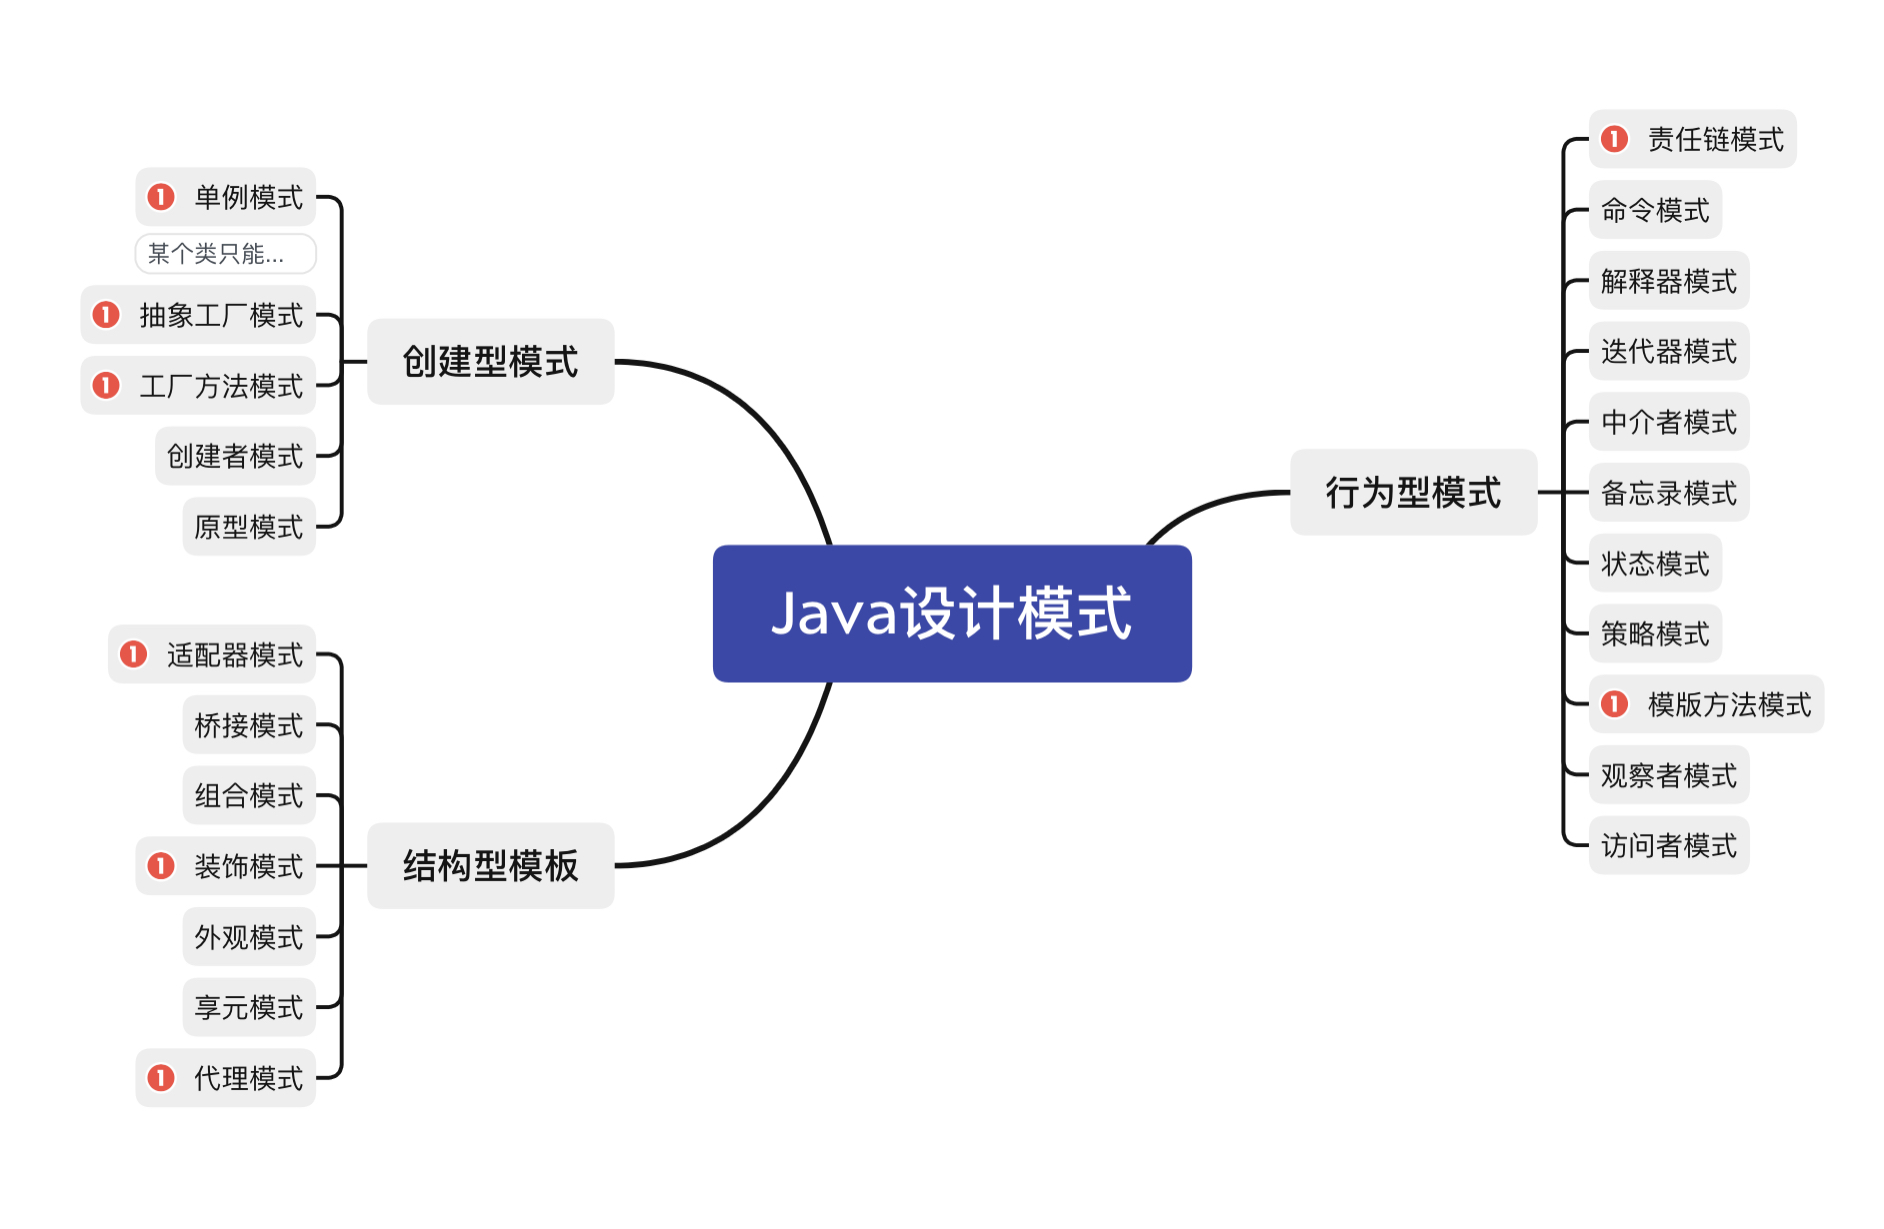 Java设计模式
创建型模式
1 单例模式
某个类只能...
1 抽象工厂模式
1 工厂方法模式
创建者模式
原型模式
结构型模板
1 适配器模式
桥接模式
组合模式
1 装饰模式
外观模式
享元模式
1 代理模式
行为型模式
1 责任链模式
命令模式
解释器模式
迭代器模式
中介者模式
备忘录模式
状态模式
策略模式
1 模版方法模式
观察者模式
访问者模式